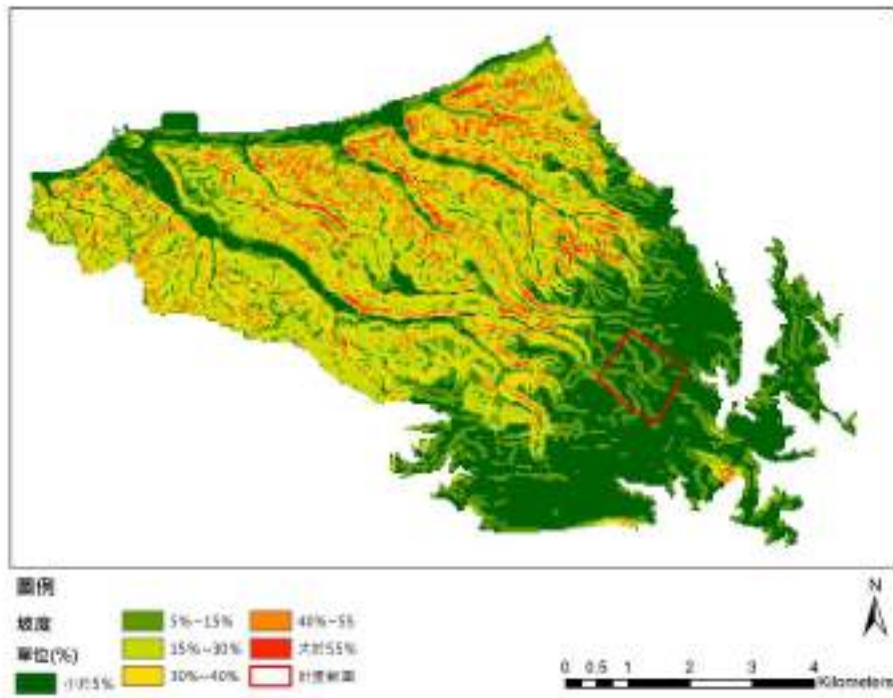 圖例
坡度
單位(%)
小於5%
5%~15%
15%~30%
30%~40%
40%~55
大於55%
計畫範圍
N
0 0.5 1 2 3 4
Kilometers